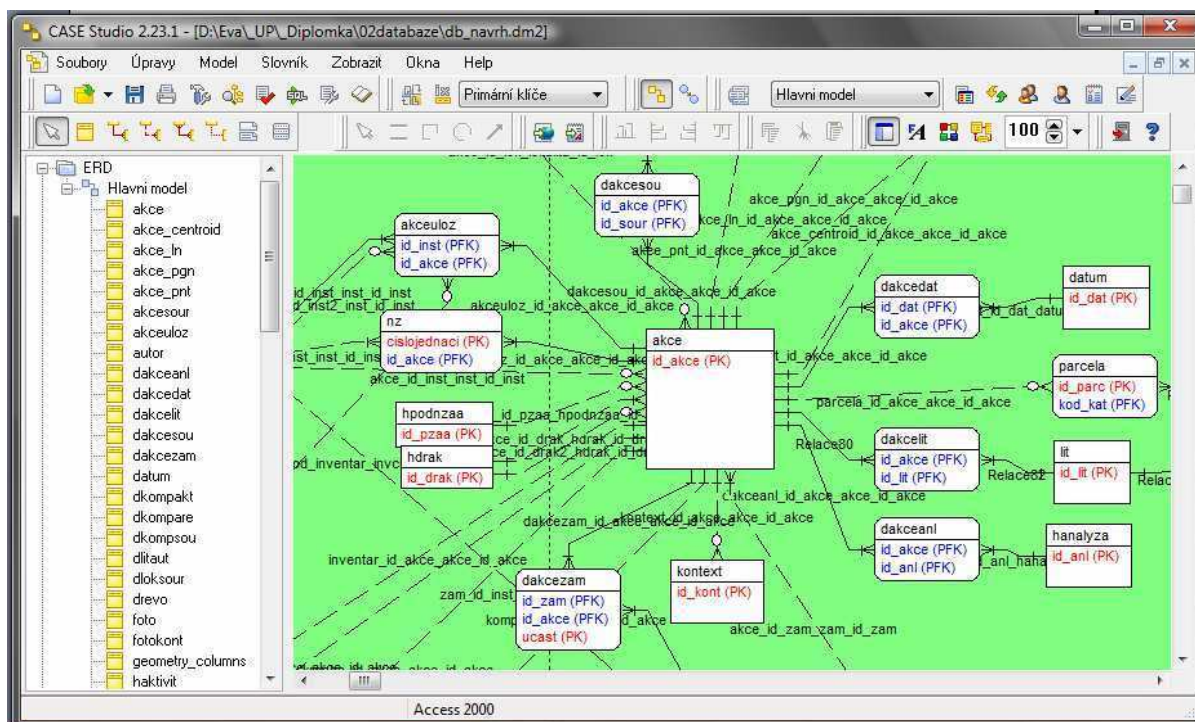 CASE Studio 2.23.1 - [D:\Eva\_UP\_Diplomka\02databaze\db_navrh.dm2]
Soubory Úpravy Model Slovník Zobrazit Okna Help
Primární klíče
Hlavni model
100
ERD
Hlavni model
akce
akce_centroid
akce_ln
akce_pgn
akce_pnt
akcesour
akceuloz
autor
dakceanl
dakcedat
dakcelit
dakcesou
dakcezam
datum
dkompakt
dkompare
dkompsou
dlitaut
dloksour
drevo
foto
fotokont
geometry_columns
haktivit
dakcesou
id_akce (PFK)
id_sour (PFK)
akce_pgn_id_akce_akce_id_akce
akce_centroid_id_akce_akce_id_akce
akce_pnt_id_akce_akce_id_akce
akceuloz
id_inst (PFK)
id_akce (PFK)
dakcesou_id_akce_akce_id_akce
akceuloz_id_akce_akce_id_akce
dakcedat
id_dat (PFK)
id_akce (PFK)
datum
id_dat (PK)
nz
cislojednaci (PK)
id_akce (PFK)
akce
id_akce (PK)
akce_id_inst_inst_id_inst
parcela
id_parc (PK)
kod_kat (PFK)
parcela_id_akce_akce_id_akce
hpodnzaa
id_pzaa (PK)
hdrak
id_drak (PK)
Relace80
dakcelit
id_akce (PFK)
id_lit (PFK)
Relace82
lit
id_lit (PK)
Relac
dakceanl_id_akce_akce_id_akce
dakceanl
id_akce (PFK)
id_anl (PFK)
hanalyza
id_anl (PK)
inventar_id_akce_akce_id_akce
dakcezam
id_zam (PFK)
id_akce (PFK)
ucast (PK)
kontext
id_kont (PK)
zam_id_inst
akce_id_zam_zam_id_zam
Access 2000